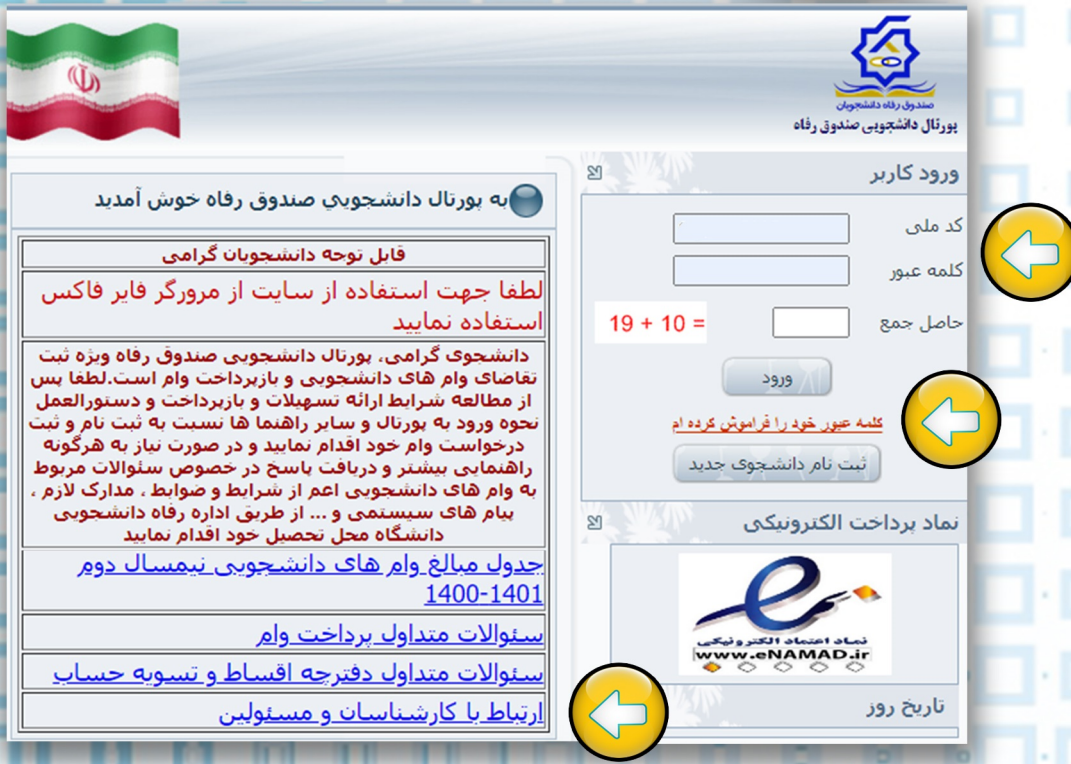 صندوق رفاه دانشجویان
پورتال دانشجویی صندوق رفاه
ورود کاربر
کد ملی
کلمه عبور
حاصل جمع
19 + 10 =
ورود
کلمه عبور خود را فراموش کرده ام
ثبت نام دانشجوی جدید
نماد پرداخت الکترونیکی
نماد اعتماد الکترونیکی
www.eNAMAD.ir
تاریخ روز
به پورتال دانشجويي صندوق رفاه خوش آمدید
قابل توجه دانشجویان گرامی
لطفا جهت استفاده از سایت از مرورگر فایر فاکس
استفاده نمایید
دانشجوی گرامی، پورتال دانشجویی صندوق رفاه ویژه ثبت
تقاضای وام های دانشجویی و بازپرداخت وام است.لطفا پس
از مطالعه شرایط ارائه تسهیلات و بازپرداخت و دستورالعمل
نحوه ورود به پورتال و سایر راهنما ها نسبت به ثبت نام و ثبت
درخواست وام خود اقدام نمایید و در صورت نیاز به هرگونه
راهنمایی بیشتر و دریافت پاسخ در خصوص سئوالات مربوط
به وام های دانشجویی اعم از شرایط و ضوابط ، مدارک لازم ،
پیام های سیستمی و ... از طریق اداره رفاه دانشجویی
دانشگاه محل تحصیل خود اقدام نمایید
جدول مبالغ وام های دانشجویی نیمسال دوم
1400-1401
سئوالات متداول پرداخت وام
سئوالات متداول دفترچه اقساط و تسویه حساب
ارتباط با کارشناسان و مسئولین